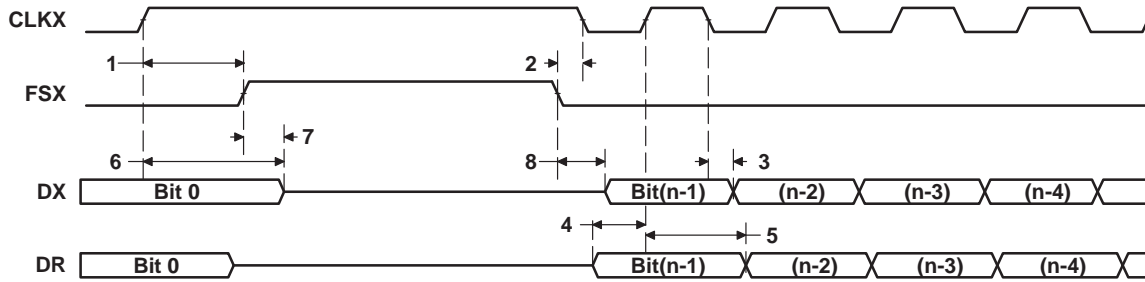 CLKX
1 2
FSX
7
6 8 3
DX Bit 0 Bit(n-1) (n-2) (n-3) (n-4)
4 5
DR Bit 0 Bit(n-1) (n-2) (n-3) (n-4)